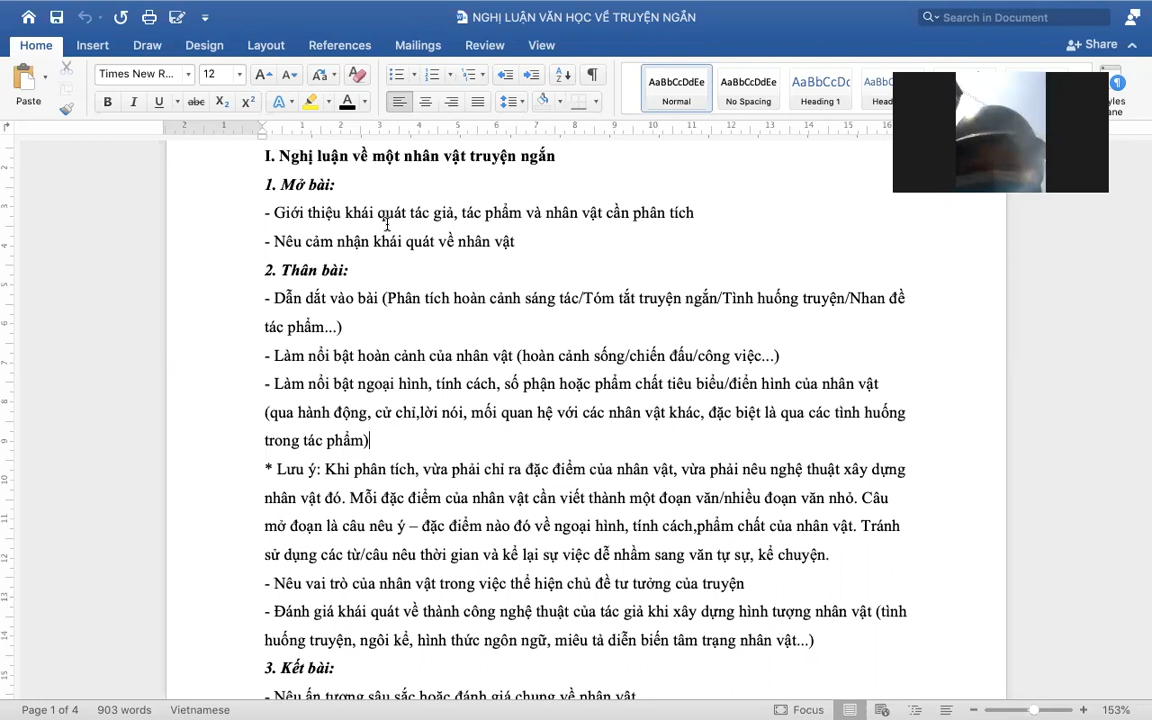 NGHỊ LUẬN VĂN HỌC VỀ TRUYỆN NGẮN
Search in Document
Home Insert Draw Design Layout References Mailings Review View
Share
Paste
Times New R... 12
AaBbCcDdEe AaBbCcDdEe AaBbCcDc AaBbCcD
Normal No Spacing Heading 1
I. Nghị luận về một nhân vật truyện ngắn
1. Mở bài:
- Giới thiệu khái quát tác giả, tác phẩm và nhân vật cần phân tích
- Nêu cảm nhận khái quát về nhân vật
2. Thân bài:
- Dẫn dắt vào bài (Phân tích hoàn cảnh sáng tác/Tóm tắt truyện ngắn/Tình huống truyện/Nhan đề
tác phẩm...)
- Làm nổi bật hoàn cảnh của nhân vật (hoàn cảnh sống/chiến đấu/công việc...)
- Làm nổi bật ngoại hình, tính cách, số phận hoặc phẩm chất tiêu biểu/điển hình của nhân vật
(qua hành động, cử chỉ,lời nói, mối quan hệ với các nhân vật khác, đặc biệt là qua các tình huống
trong tác phẩm)
* Lưu ý: Khi phân tích, vừa phải chỉ ra đặc điểm của nhân vật, vừa phải nêu nghệ thuật xây dựng
nhân vật đó. Mỗi đặc điểm của nhân vật cần viết thành một đoạn văn/nhiều đoạn văn nhỏ. Câu
mở đoạn là câu nêu ý – đặc điểm nào đó về ngoại hình, tính cách,phẩm chất của nhân vật. Tránh
sử dụng các từ/câu nêu thời gian và kể lại sự việc dễ nhầm sang văn tự sự, kể chuyện.
- Nêu vai trò của nhân vật trong việc thể hiện chủ đề tư tưởng của truyện
- Đánh giá khái quát về thành công nghệ thuật của tác giả khi xây dựng hình tượng nhân vật (tình
huống truyện, ngôi kể, hình thức ngôn ngữ, miêu tả diễn biến tâm trạng nhân vật...)
3. Kết bài:
- Nêu ấn tượng sâu sắc hoặc đánh giá chung về nhân vật
Page 1 of 4 903 words Vietnamese Focus 153%